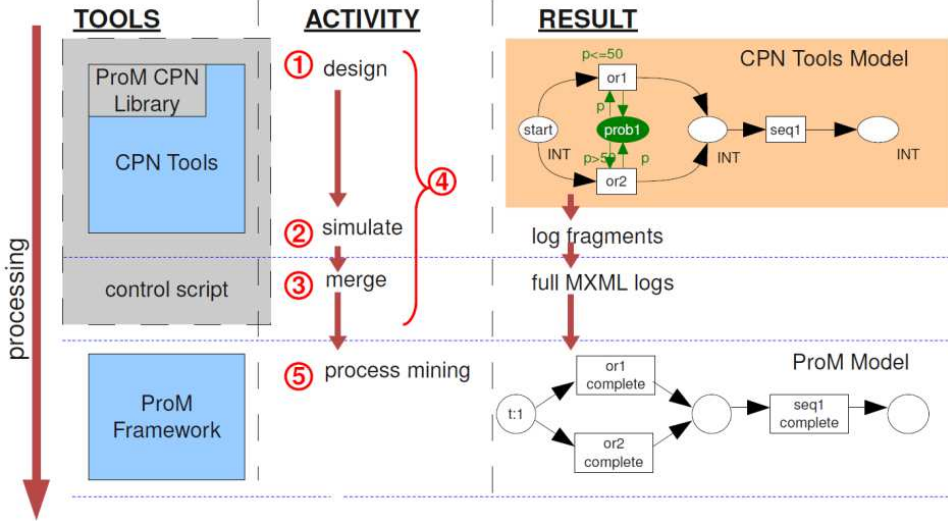 TOOLS
ACTIVITY
RESULT
processing
ProM CPN
Library
CPN Tools
control script
ProM
Framework
1
design
2
simulate
3
merge
4
5
process mining
CPN Tools Model
p<=50
or1
p
start
prob1
seq1
INT
p>50
p
INT
INT
or2
log fragments
full MXML logs
ProM Model
or1
complete
t:1
seq1
complete
or2
complete